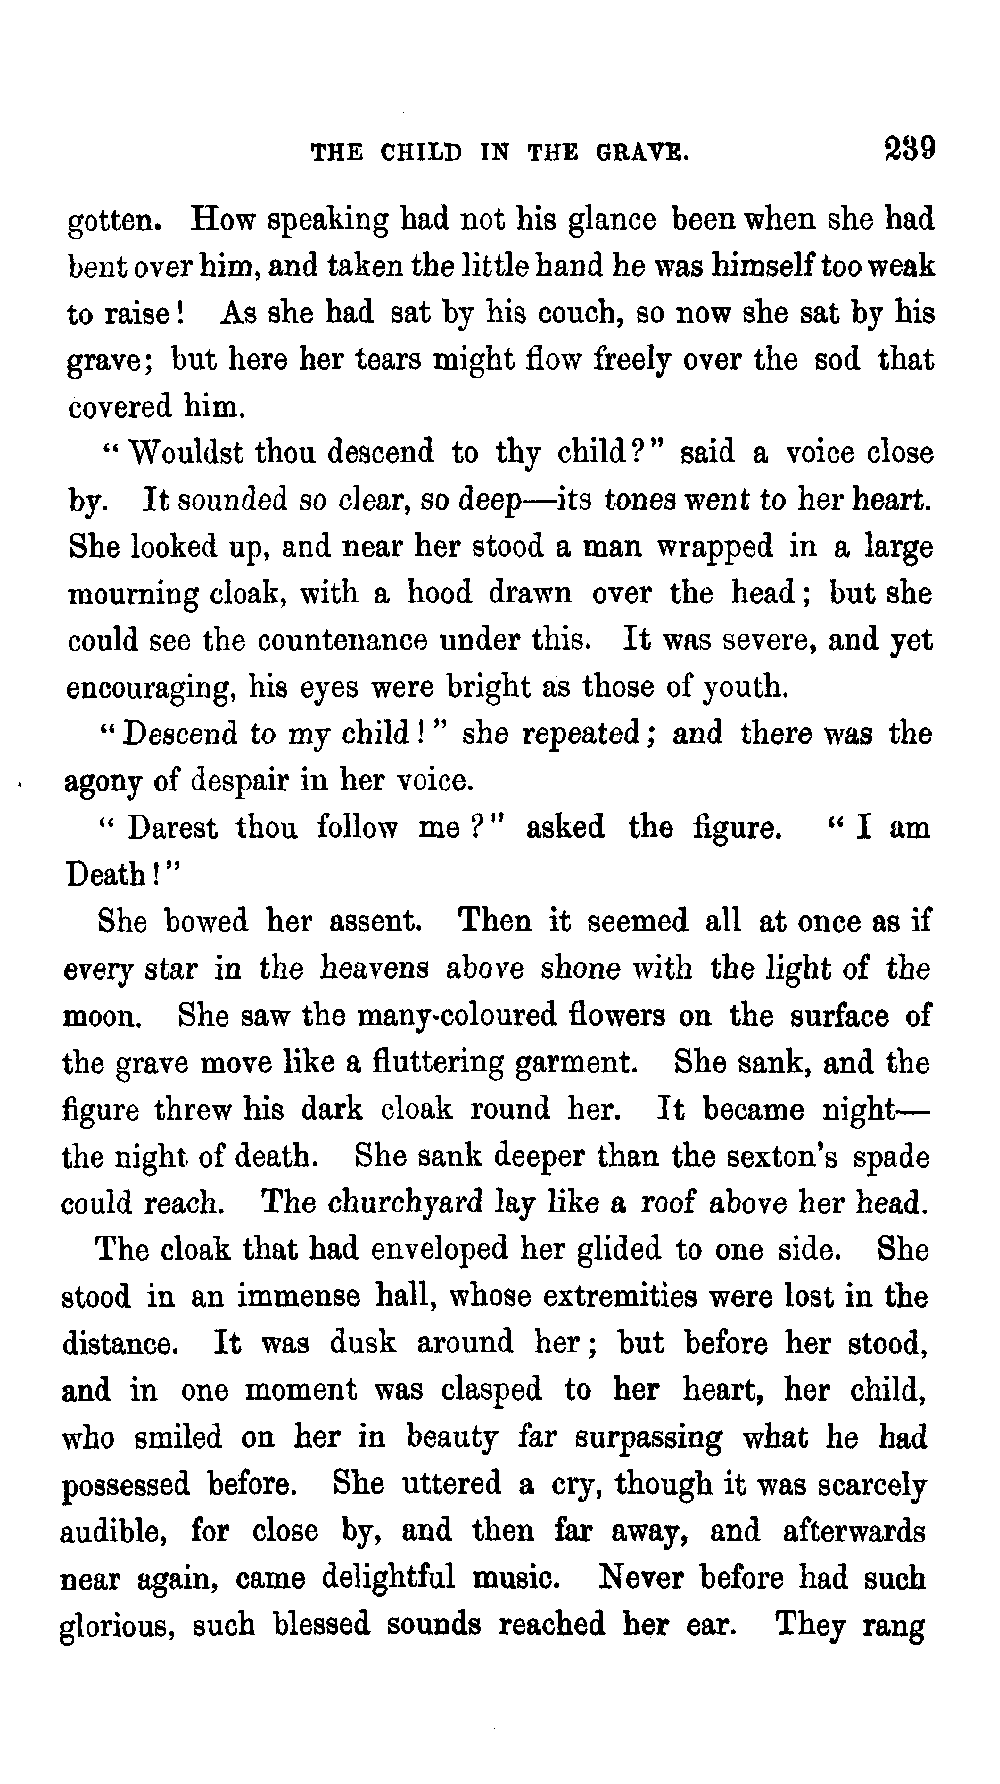 THE CHILD IN THE GRAVE. 239
gotten. How speaking had not his glance been when she had
bent over him, and taken the little hand he was himself too weak
to raise! As she had sat by his couch, so now she sat by his
grave; but here her tears might flow freely over the sod that
covered him.
“Wouldst thou descend to thy child?” said a voice close
by. It sounded so clear, so deep—its tones went to her heart.
She looked up, and near her stood a man wrapped in a large
mourning cloak, with a hood drawn over the head; but she
could see the countenance under this. It was severe, and yet
encouraging, his eyes were bright as those of youth.
“Descend to my child!” she repeated; and there was the
agony of despair in her voice.
“Darest thou follow me?” asked the figure. “I am
Death!”
She bowed her assent. Then it seemed all at once as if
every star in the heavens above shone with the light of the
moon. She saw the many-coloured flowers on the surface of
the grave move like a fluttering garment. She sank, and the
figure threw his dark cloak round her. It became night—
the night of death. She sank deeper than the sexton's spade
could reach. The churchyard lay like a roof above her head.
The cloak that had enveloped her glided to one side. She
stood in an immense hall, whose extremities were lost in the
distance. It was dusk around her; but before her stood,
and in one moment was clasped to her heart, her child,
who smiled on her in beauty far surpassing what he had
possessed before. She uttered a cry, though it was scarcely
audible, for close by, and then far away, and afterwards
near again, came delightful music. Never before had such
glorious, such blessed sounds reached her ear. They rang